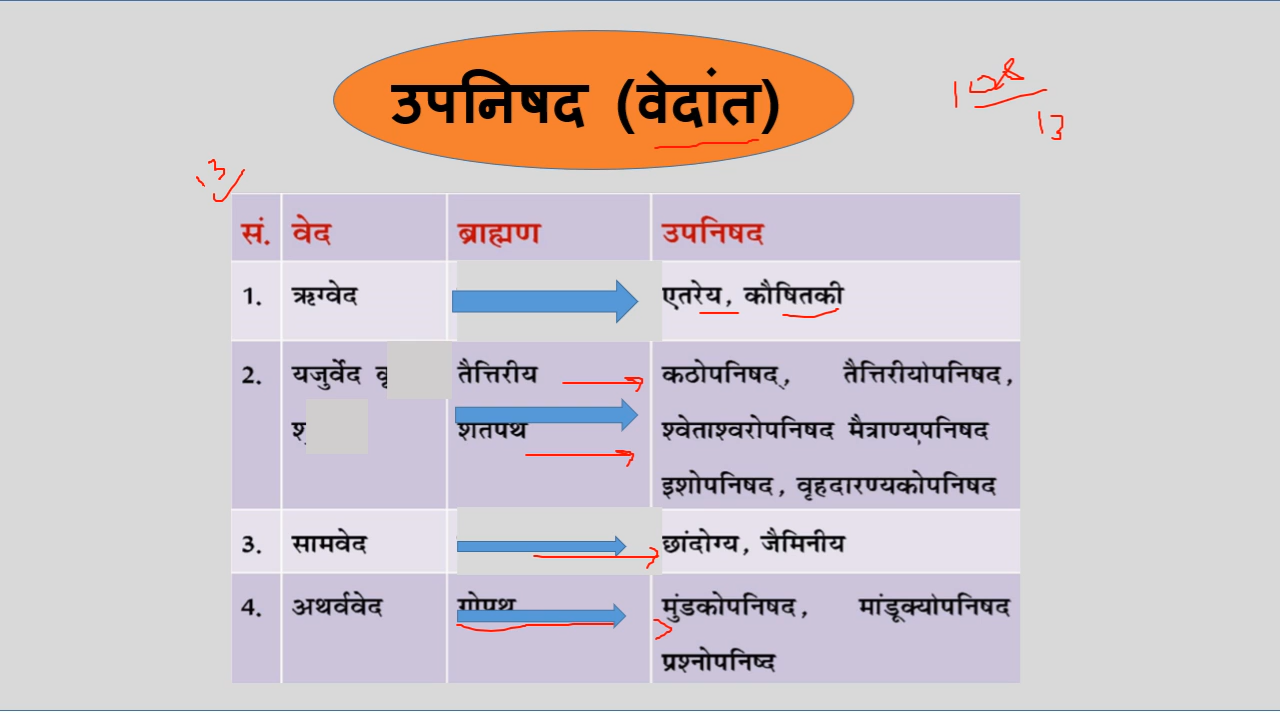 उपनिषद (वेदांत)
108
13
13
सं. वेद ब्राह्मण उपनिषद
1. ऋग्वेद एतरेय, कौषितकी
2. यजुर्वेद तैत्तिरीय कठोपनिषद, तैत्तिरीयोपनिषद,
शतपथ श्वेताश्वरोपनिषद मैत्राण्युपनिषद
इशोपनिषद, वृहदारण्यकोपनिषद
3. सामवेद छांदोग्य, जैमिनीय
4. अथर्ववेद गोपथ मुंडकोपनिषद, मांडूक्योपनिषद
प्रश्नोपनिष्द